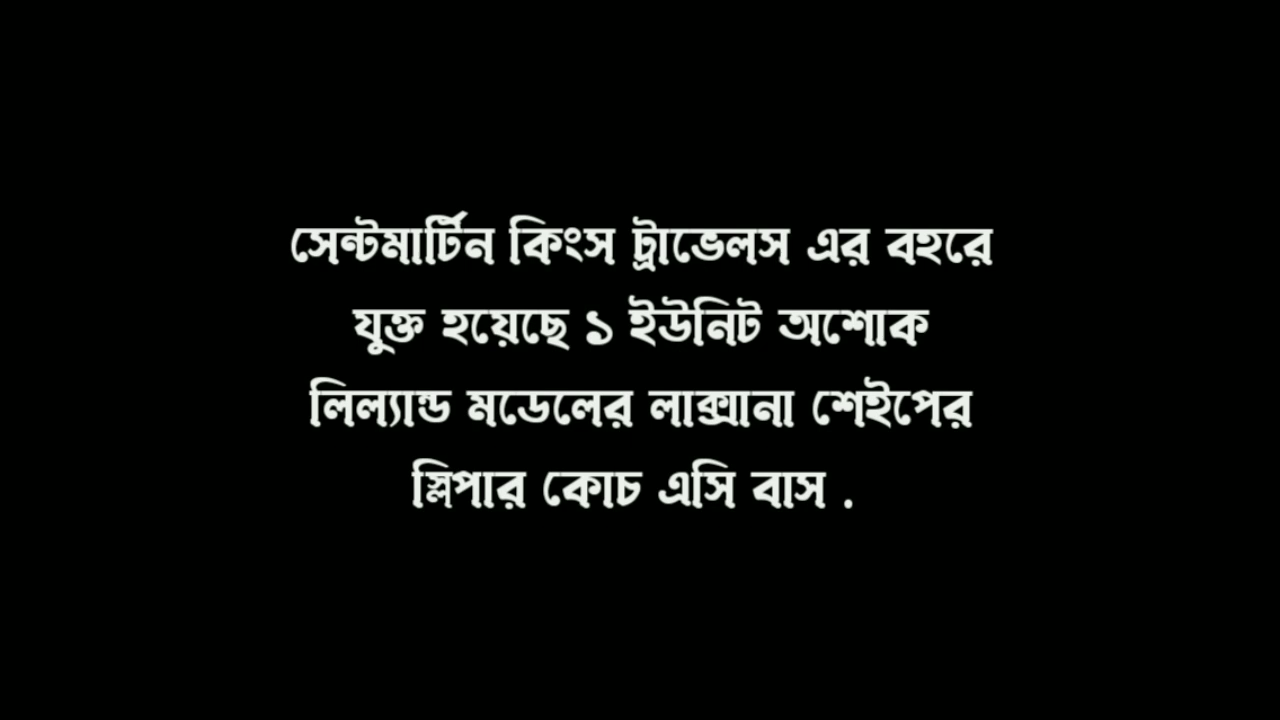 সেন্টমার্টিন কিংস ট্রাভেলস এর বহরে
যুক্ত হয়েছে ১ ইউনিট অশোক
লিল্যান্ড মডেলের লাক্সানা শেইপের
স্লিপার কোচ এসি বাস .